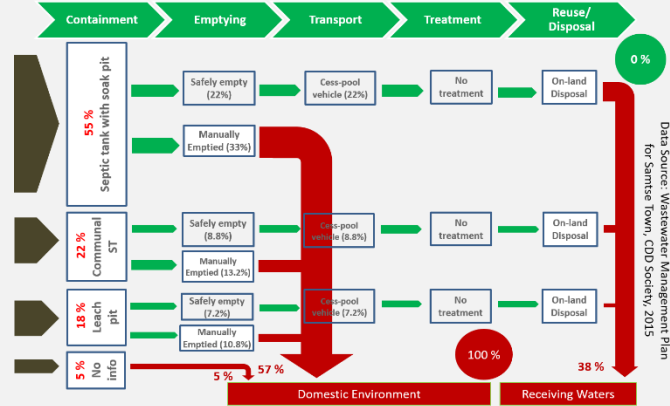 Containment
Emptying
Transport
Treatment
Reuse/
Disposal
0 %
55 %
Septic tank with soak pit
Safely empty
(22%)
Cess-pool
vehicle (22%)
No
treatment
On-land
Disposal
Manually
Emptied (33%)
22 %
Communal
ST
Safely empty
(8.8%)
Cess-pool
vehicle (8.8%)
No
treatment
On-land
Disposal
Manually
Emptied (13.2%)
18 %
Leach
pit
Safely empty
(7.2%)
Cess-pool
vehicle (7.2%)
No
treatment
On-land
Disposal
Manually
Emptied (10.8%)
5 %
No
info
5 %
57 %
100 %
38 %
Domestic Environment
Receiving Waters
Data Source: Wastewater Management Plan
for Samtse Town, CDD Society, 2015